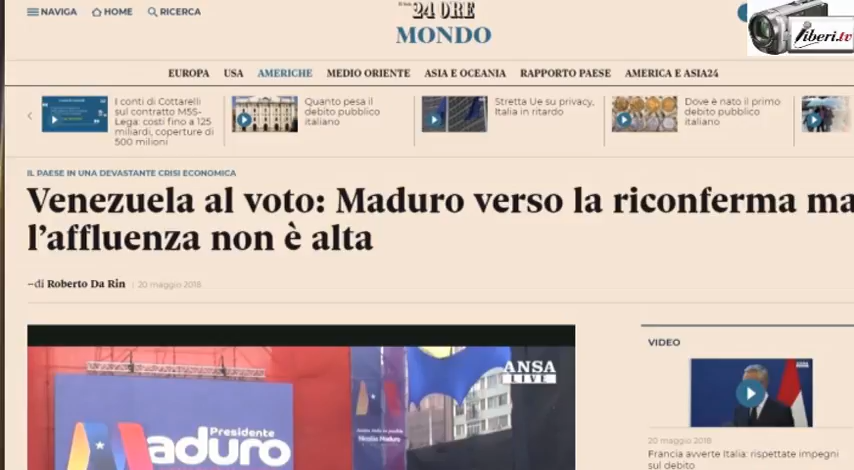 NAVIGA HOME RICERCA
24 ORE
MONDO
liberi.tv
EUROPA USA AMERICHE MEDIO ORIENTE ASIA E OCEANIA RAPPORTO PAESE AMERICA E ASIA24
I conti di Cottarelli
sul contratto M5S-
Lega: costi fino a 125
miliardi, coperture di
500 milioni
Quanto pesa il
debito pubblico
italiano
Stretta Ue su privacy,
Italia in ritardo
Dove è nato il primo
debito pubblico
italiano
IL PAESE IN UNA DEVASTANTE CRISI ECONOMICA
Venezuela al voto: Maduro verso la riconferma ma
l'affluenza non è alta
–di Roberto Da Rin | 20 maggio 2018
ANSA
LIVE
Presidente
Maduro
Nicolás Maduro
VIDEO
20 maggio 2018
Francia avverte Italia: rispettate impegni
sul debito